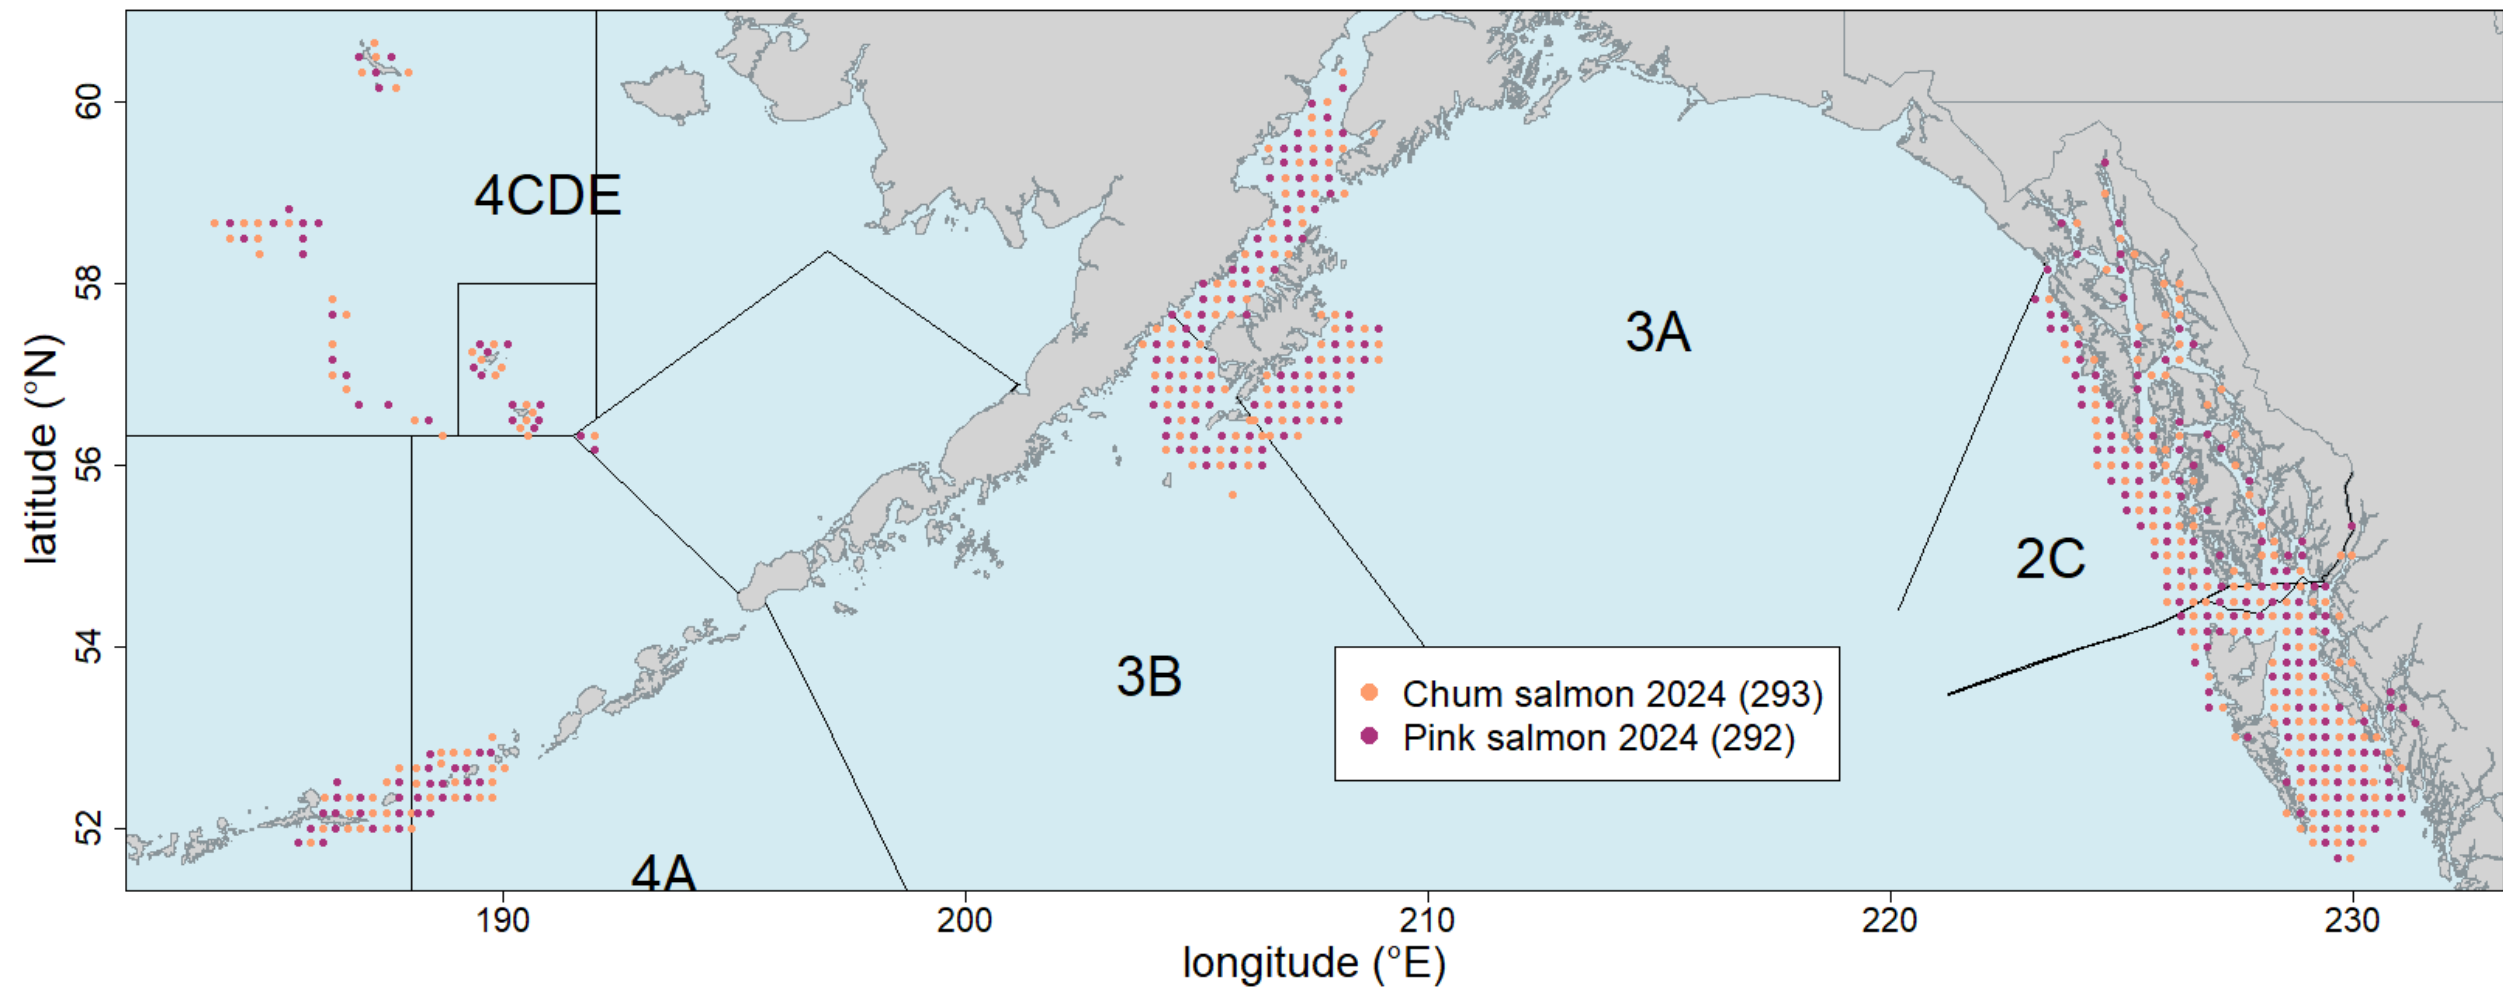 60
58
56
54
52
latitude (°N)
4CDE
3A
2C
3B
4A
Chum salmon 2024 (293)
Pink salmon 2024 (292)
190
200
210
220
230
longitude (°E)